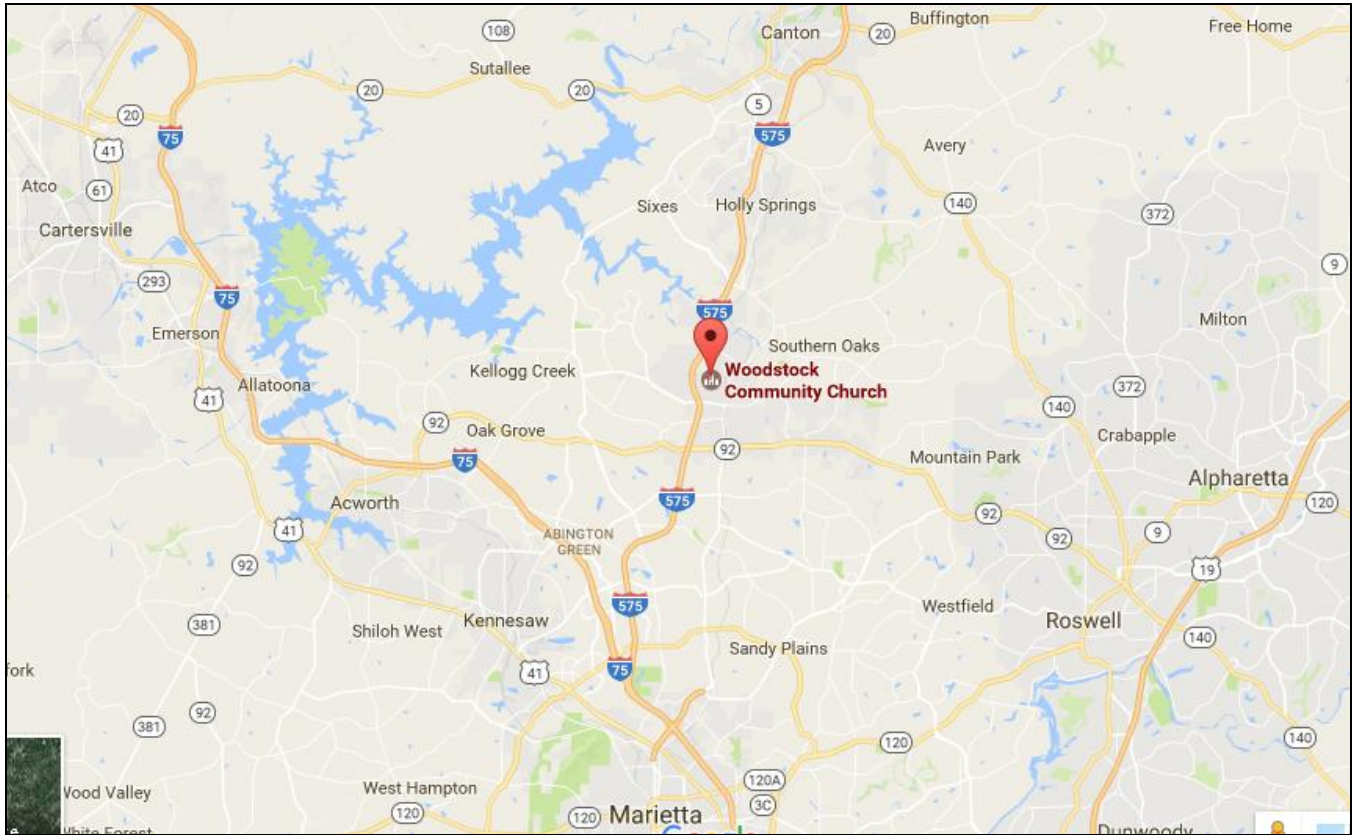 Buffington
Free Home
Canton
20
108
Sutallee
20
20
5
575
20
75
41
Avery
Atco
61
140
Sixes
Holly Springs
372
Cartersville
9
293
75
575
Milton
Emerson
Southern Oaks
Kellogg Creek
Woodstock
Community Church
Allatoona
372
41
140
92
Oak Grove
Crabapple
92
75
Mountain Park
Alpharetta
575
Acworth
120
92
41
ABINGTON
GREEN
9
92
92
19
575
Westfield
381
Kennesaw
Roswell
Shiloh West
140
Sandy Plains
fork
75
41
92
381
140
120
120A
West Hampton
Wood Valley
3C
120
120
Marietta
White Forest
Dunwoody